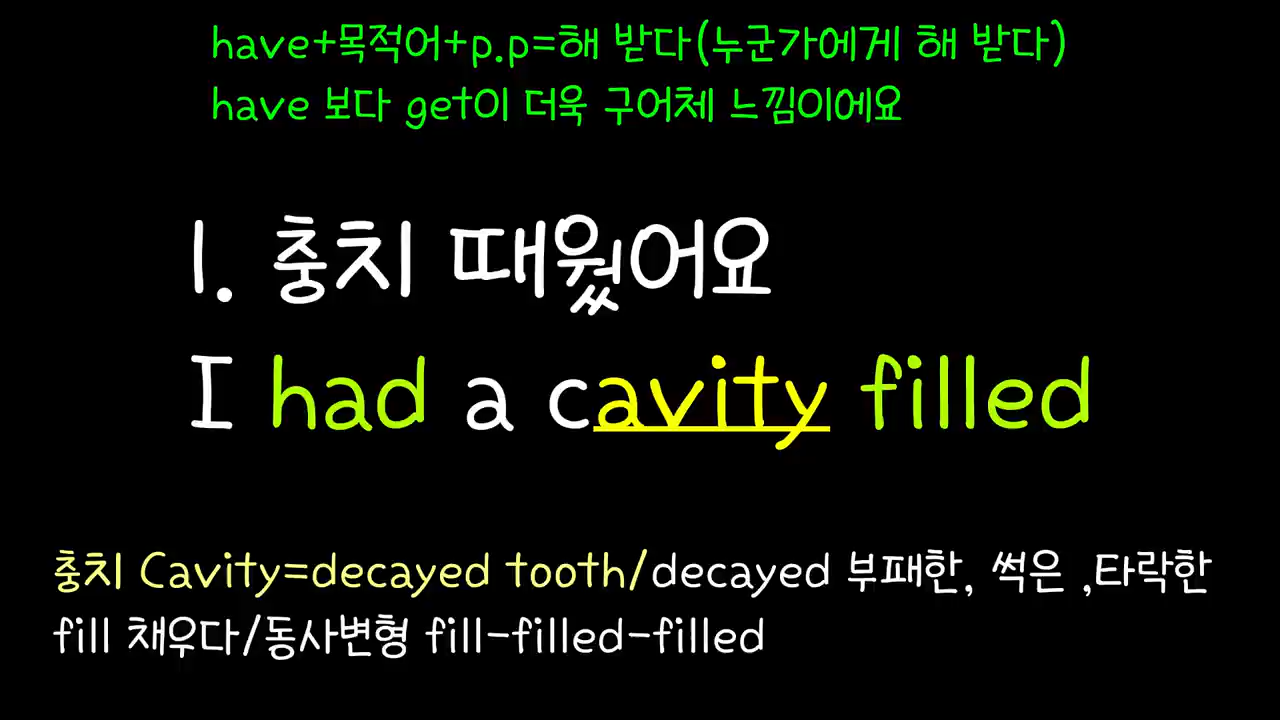 have+목적어+p.p=해 받다(누군가에게 해 받다)
have 보다 get이 더욱 구어체 느낌이에요
1. 충치 때웠어요
I had a cavity filled
충치 Cavity=decayed tooth/decayed 부패한, 썩은 ,타락한
fill 채우다/동사변형 fill-filled-filled